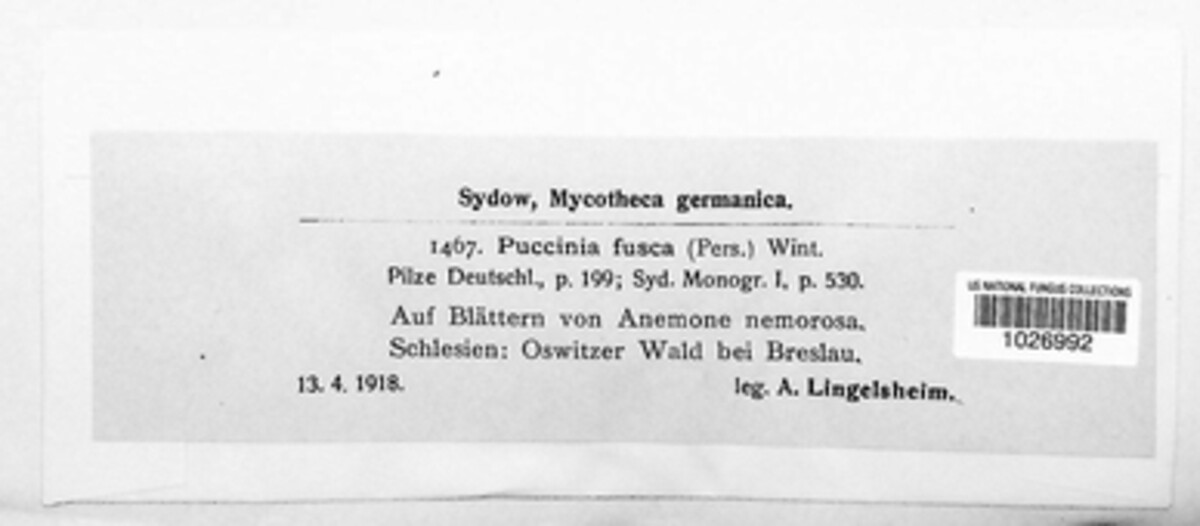 Sydow, Mycotheca germanica.
1467. Puccinia fusca (Pers.) Wint.
Pilze Deutschl., p. 199; Syd. Monogr. I, p. 530.
Auf Blättern von Anemone nemorosa.
Schlesien: Oswitzer Wald bei Breslau.
13. 4. 1918. leg. A. Lingelsheim.
US NATIONAL FUNGUS COLLECTIONS
1026992